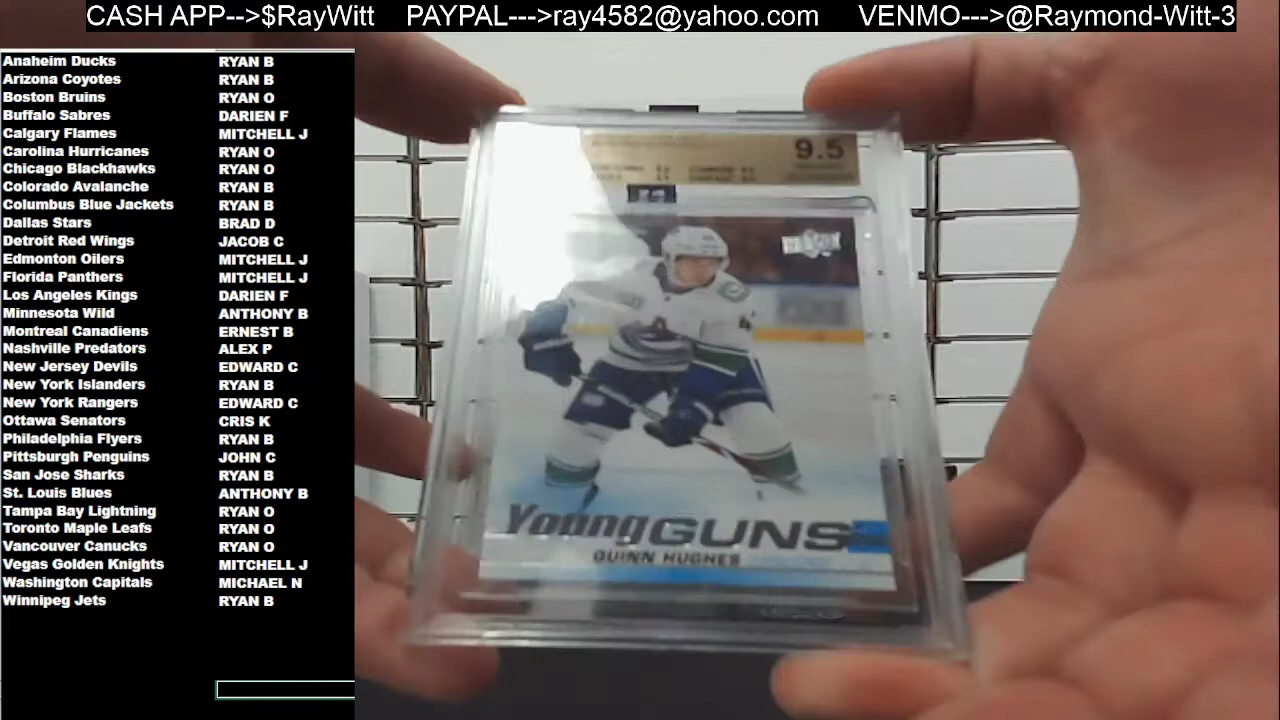 CASH APP-->$RayWitt PAYPAL--->ray4582@yahoo.com VENMO--->@Raymond-Witt-3
Anaheim Ducks RYAN B
Arizona Coyotes RYAN B
Boston Bruins RYAN O
Buffalo Sabres DARIEN F
Calgary Flames MITCHELL J
Carolina Hurricanes RYAN O
Chicago Blackhawks RYAN O
Colorado Avalanche RYAN B
Columbus Blue Jackets RYAN B
Dallas Stars BRAD D
Detroit Red Wings JACOB C
Edmonton Oilers MITCHELL J
Florida Panthers MITCHELL J
Los Angeles Kings DARIEN F
Minnesota Wild ANTHONY B
Montreal Canadiens ERNEST B
Nashville Predators ALEX P
New Jersey Devils EDWARD C
New York Islanders RYAN B
New York Rangers EDWARD C
Ottawa Senators CRIS K
Philadelphia Flyers RYAN B
Pittsburgh Penguins JOHN C
San Jose Sharks RYAN B
St. Louis Blues ANTHONY B
Tampa Bay Lightning RYAN O
Toronto Maple Leafs RYAN O
Vancouver Canucks RYAN O
Vegas Golden Knights MITCHELL J
Washington Capitals MICHAEL N
Winnipeg Jets RYAN B
9.5
Young GUNS
QUINN HUGHES